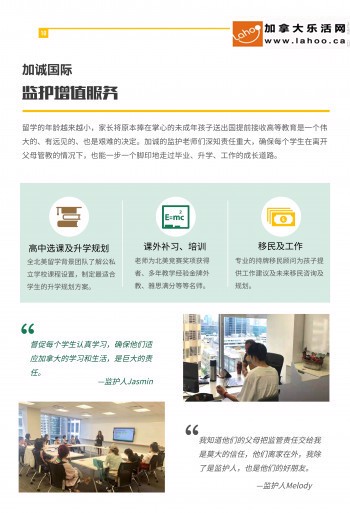 18
加拿大乐活网
www.lahoo.ca
Lahoo
加诚国际
监护增值服务
留学的年龄越来越小，家长将原本捧在掌心的未成年孩子送出国提前接收高等教育是一个伟
大的、有远见的、也是艰难的决定。加诚的监护老师们深知责任重大，确保每个学生在离开
父母管教的情况下，也能一步一个脚印地走过毕业、升学、工作的成长道路。
高中选课及升学规划
全北美留学背景团队了解公私
立学校课程设置，制定最适合
学生的升学规划方案。
E=mc²
课外补习、培训
老师为北美竞赛奖项获得
者、多年教学经验金牌外
教、雅思满分等等名师。
移民及工作
专业的持牌移民顾问为孩子提
供工作建议及未来移民咨询及
规划。
督促每个学生认真学习，确保他们适
应加拿大的学习和生活，是巨大的责
任。
—监护人Jasmin
我知道他们的父母把监管责任交给我
是莫大的信任，他们离家在外，我除
了是监护人，也是他们的好朋友。
—监护人Melody